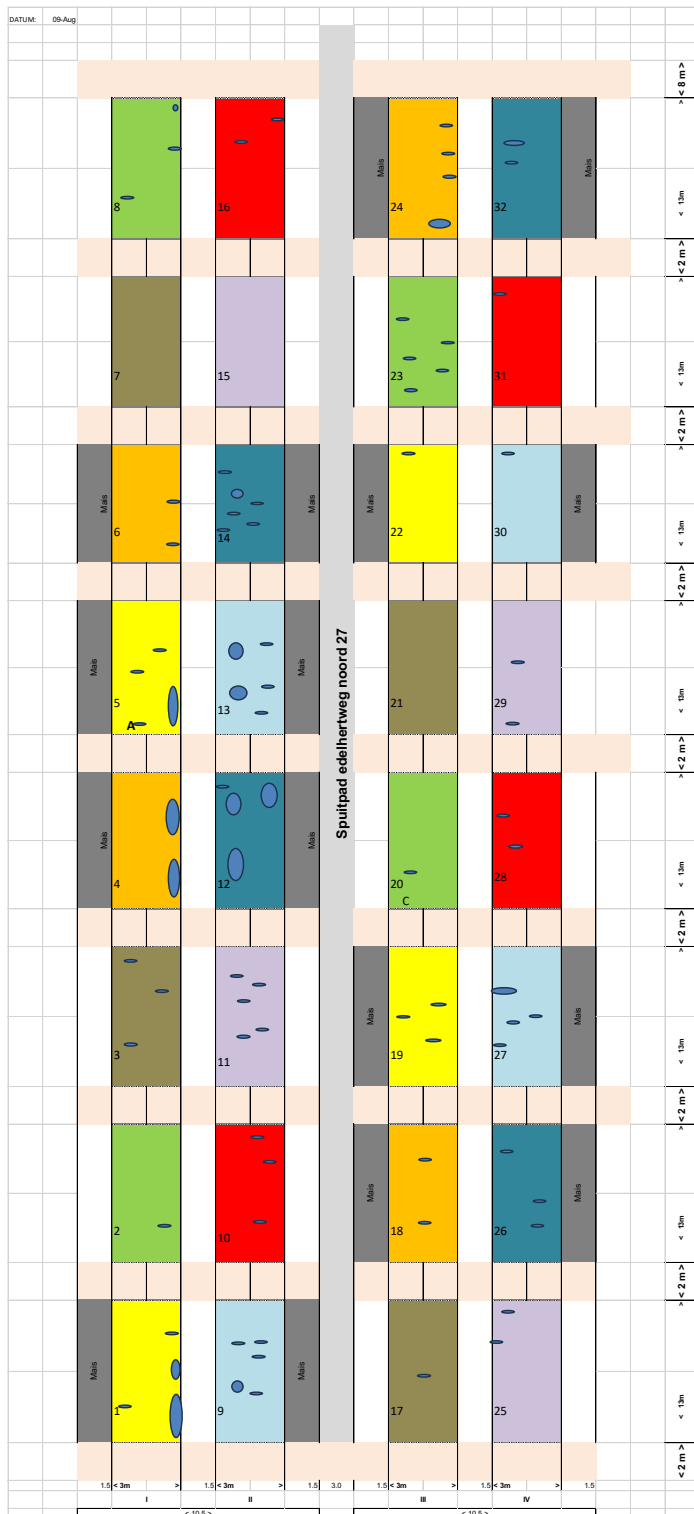 DATUM: 09-Aug
< 8 m >
8 16 Mais 24 32 Mais < 13m >
< 2 m >
7 15 23 31 < 13m >
< 2 m >
Mais 6 14 Mais Mais 22 30 Mais < 13m >
< 2 m >
Mais 5 A 13 Mais 21 29 < 13m >
Spuitpad edelhertweg noord 27
< 2 m >
Mais 4 12 Mais 20 C 28 < 13m >
< 2 m >
3 11 Mais 19 27 Mais < 13m >
< 2 m >
2 10 Mais 18 26 Mais < 13m >
< 2 m >
Mais 1 9 Mais 17 25 < 13m >
< 2 m >
1.5 < 3m > 1.5 < 3m > 1.5 3.0 1.5 < 3m > 1.5 < 3m > 1.5
I II III IV
< 10.5 > < 10.5 >